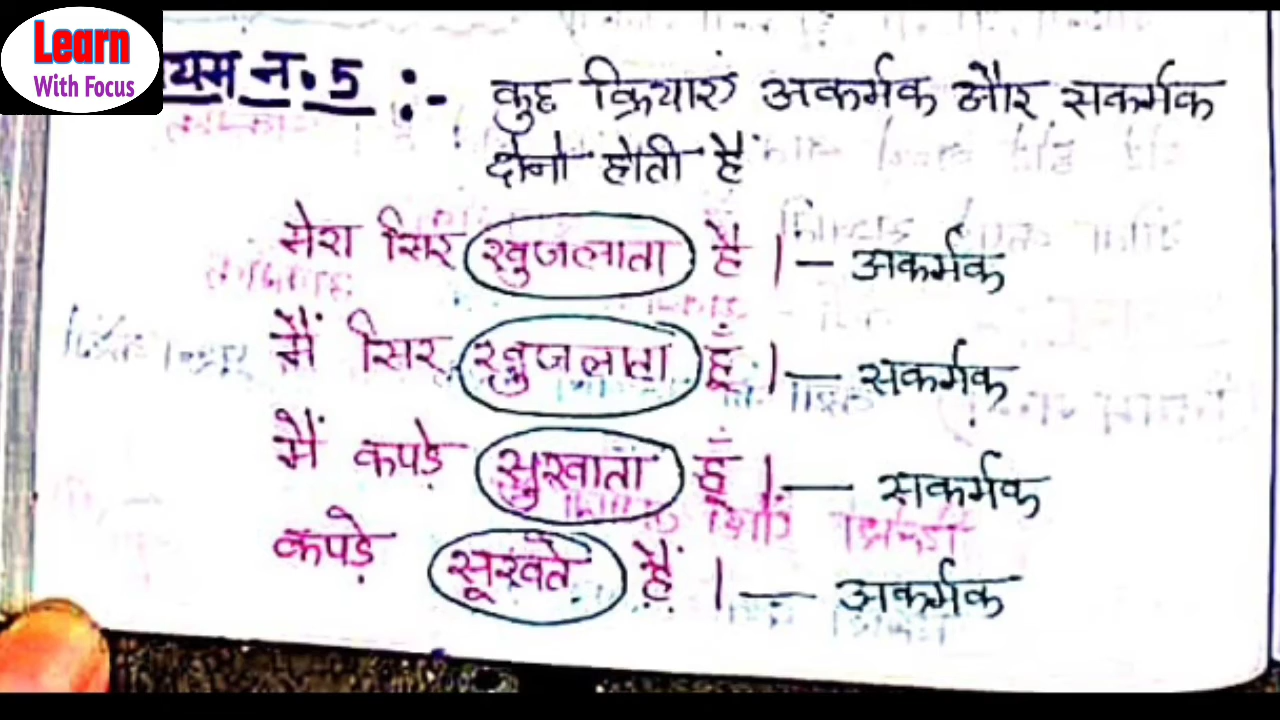 Learn
With Focus
यम न. 5 :- कुछ क्रियाएं अकर्मक और सकर्मक
दोनो होती है
मेरा सिर खुजलाता है । — अकर्मक
मैं सिर खुजलाता हूँ । — सकर्मक
मैं कपड़े सुखाता हूँ । — सकर्मक
कपड़े सूखते हैं । — अकर्मक